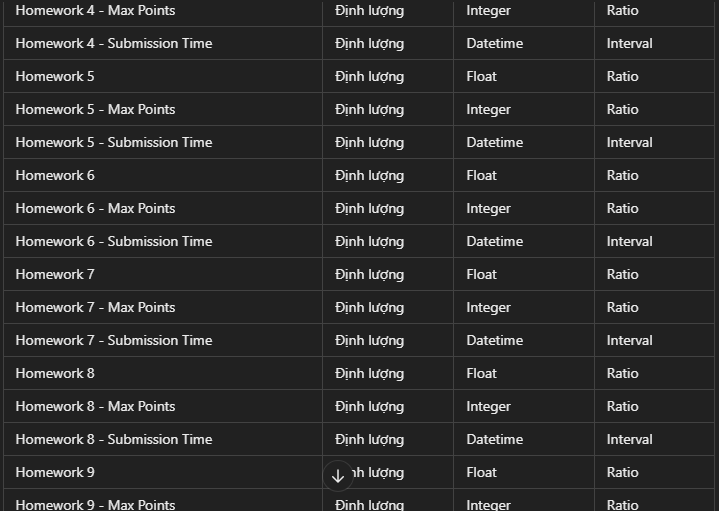 Homework 4 - Max Points Định lượng Integer Ratio
Homework 4 - Submission Time Định lượng Datetime Interval
Homework 5 Định lượng Float Ratio
Homework 5 - Max Points Định lượng Integer Ratio
Homework 5 - Submission Time Định lượng Datetime Interval
Homework 6 Định lượng Float Ratio
Homework 6 - Max Points Định lượng Integer Ratio
Homework 6 - Submission Time Định lượng Datetime Interval
Homework 7 Định lượng Float Ratio
Homework 7 - Max Points Định lượng Integer Ratio
Homework 7 - Submission Time Định lượng Datetime Interval
Homework 8 Định lượng Float Ratio
Homework 8 - Max Points Định lượng Integer Ratio
Homework 8 - Submission Time Định lượng Datetime Interval
Homework 9 lượng Float Ratio
Homework 9 - Max Points Định lượng Integer Ratio